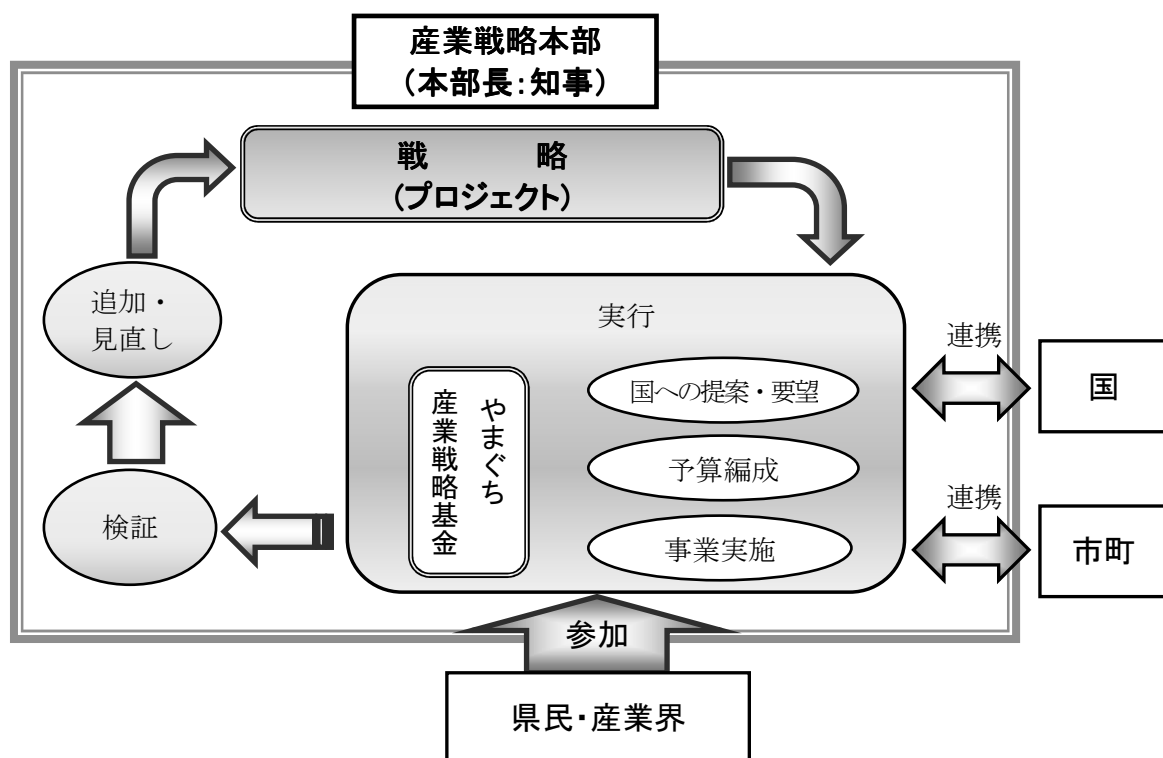 産業戦略本部
(本部長:知事)
戦　略
(プロジェクト)
追加・
見直し
検証
実行
やまぐち
産業戦略基金
国への提案・要望
予算編成
事業実施
連携
国
連携
市町
参加
県民・産業界